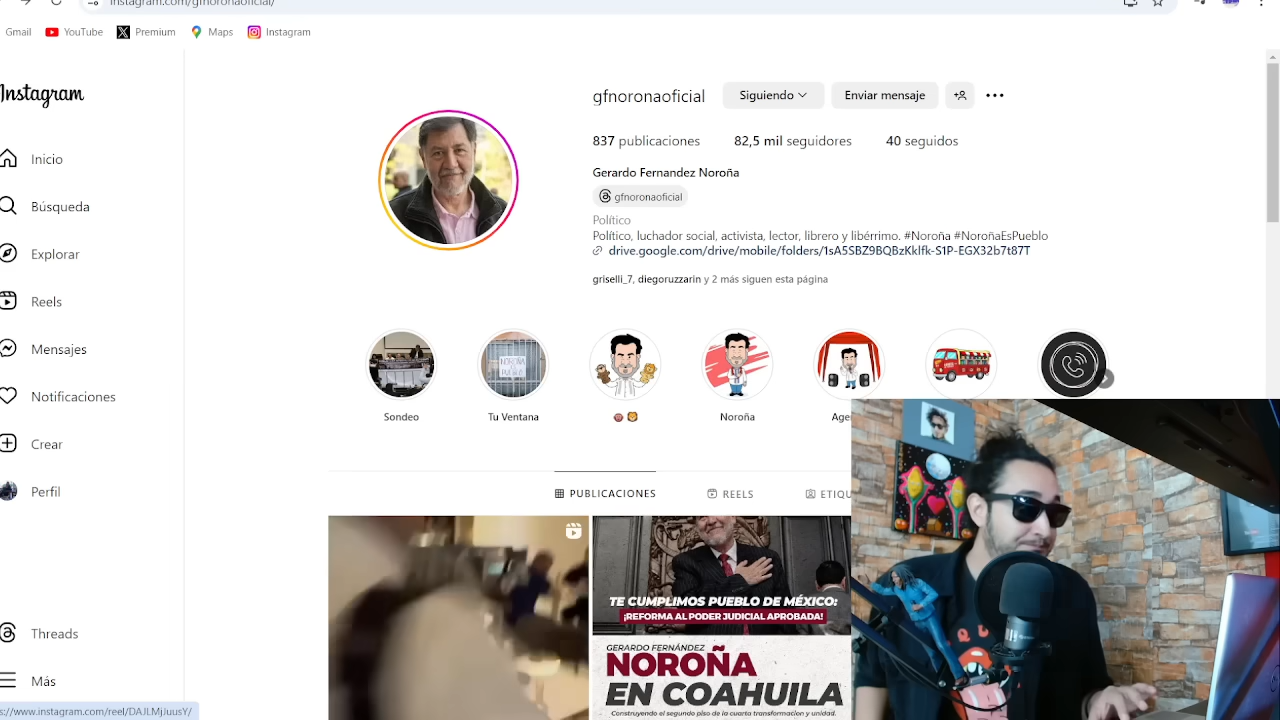 instagram.com/gfnoronaoficial/
Gmail
YouTube
Premium
Maps
Instagram
Instagram
Inicio
Búsqueda
Explorar
Reels
Mensajes
Notificaciones
Crear
Perfil
Threads
Más
gfnoronaoficial
Siguiendo
Enviar mensaje
837 publicaciones
82,5 mil seguidores
40 seguidos
Gerardo Fernandez Noroña
gfnoronaoficial
Político
Político, luchador social, activista, lector, librero y libérrimo. #Noroña #NoroñaEsPueblo
drive.google.com/drive/mobile/folders/1sA5SBZ9BQBzKklfk-S1P-EGX32b7t87T
griselli_7, diegoruzzarin y 2 más siguen esta página
Sondeo
Tu Ventana
Noroña
Agen
PUBLICACIONES
REELS
ETIQU
TE CUMPLIMOS PUEBLO DE MÉXICO:
¡REFORMA AL PODER JUDICIAL APROBADA!
GERARDO FERNÁNDEZ
NOROÑA
EN COAHUILA
Construyendo el segundo piso de la cuarta transformacion y unidad.
s://www.instagram.com/reel/DAJLMjJuusY/